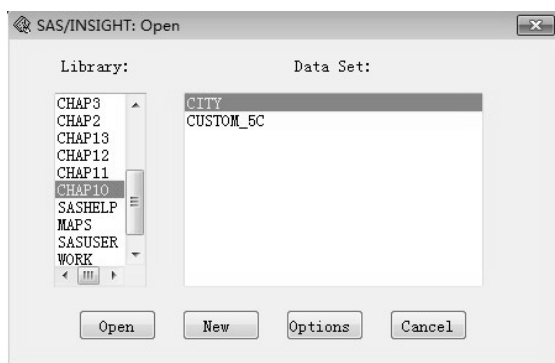 SAS/INSIGHT: Open
Library:
Data Set:
CHAP3
CHAP2
CHAP13
CHAP12
CHAP11
CHAP10
SASHELP
MAPS
SASUSER
WORK
CITY
CUSTOM_5C
Open
New
Options
Cancel